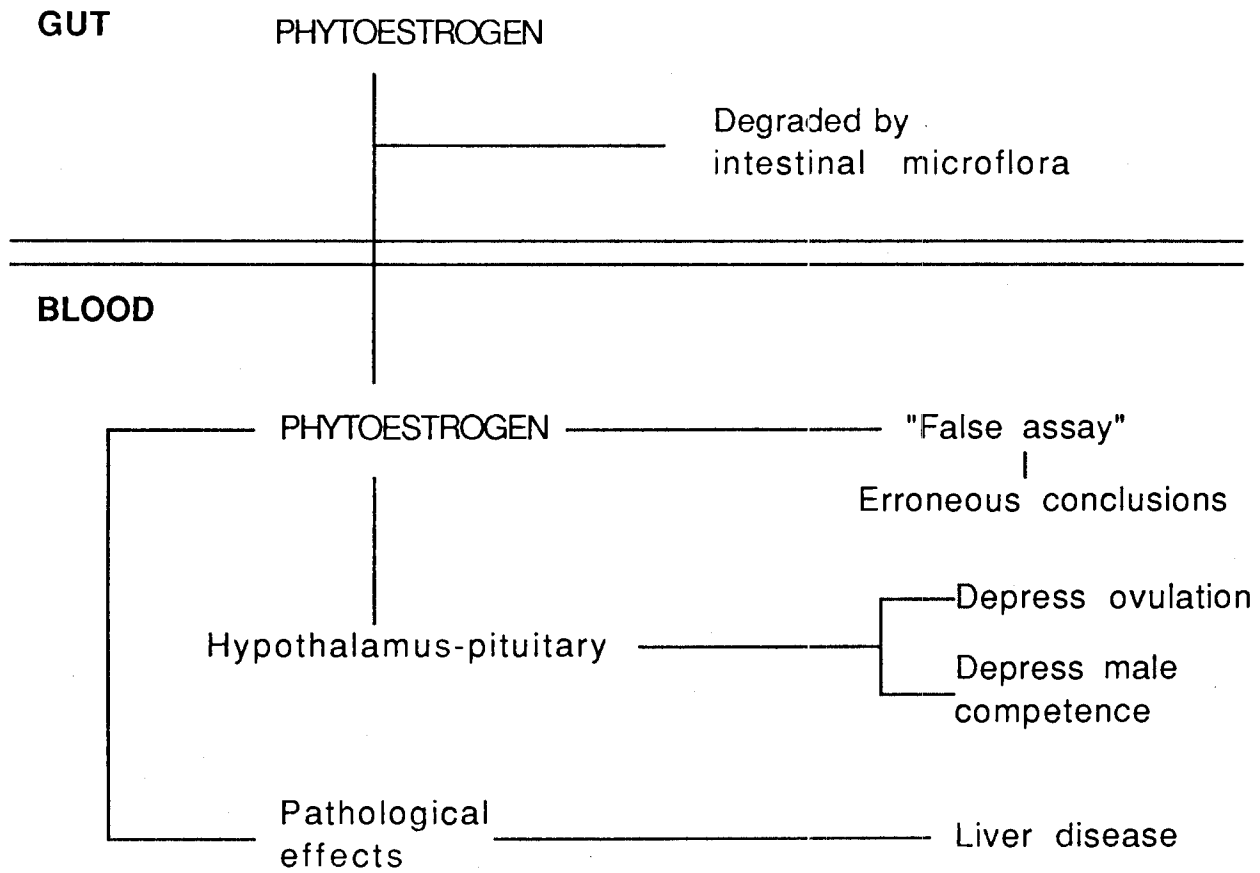 GUT
PHYTOESTROGEN
Degraded by
intestinal microflora
BLOOD
PHYTOESTROGEN
"False assay"
Erroneous conclusions
Hypothalamus-pituitary
Depress ovulation
Depress male
competence
Pathological
effects
Liver disease